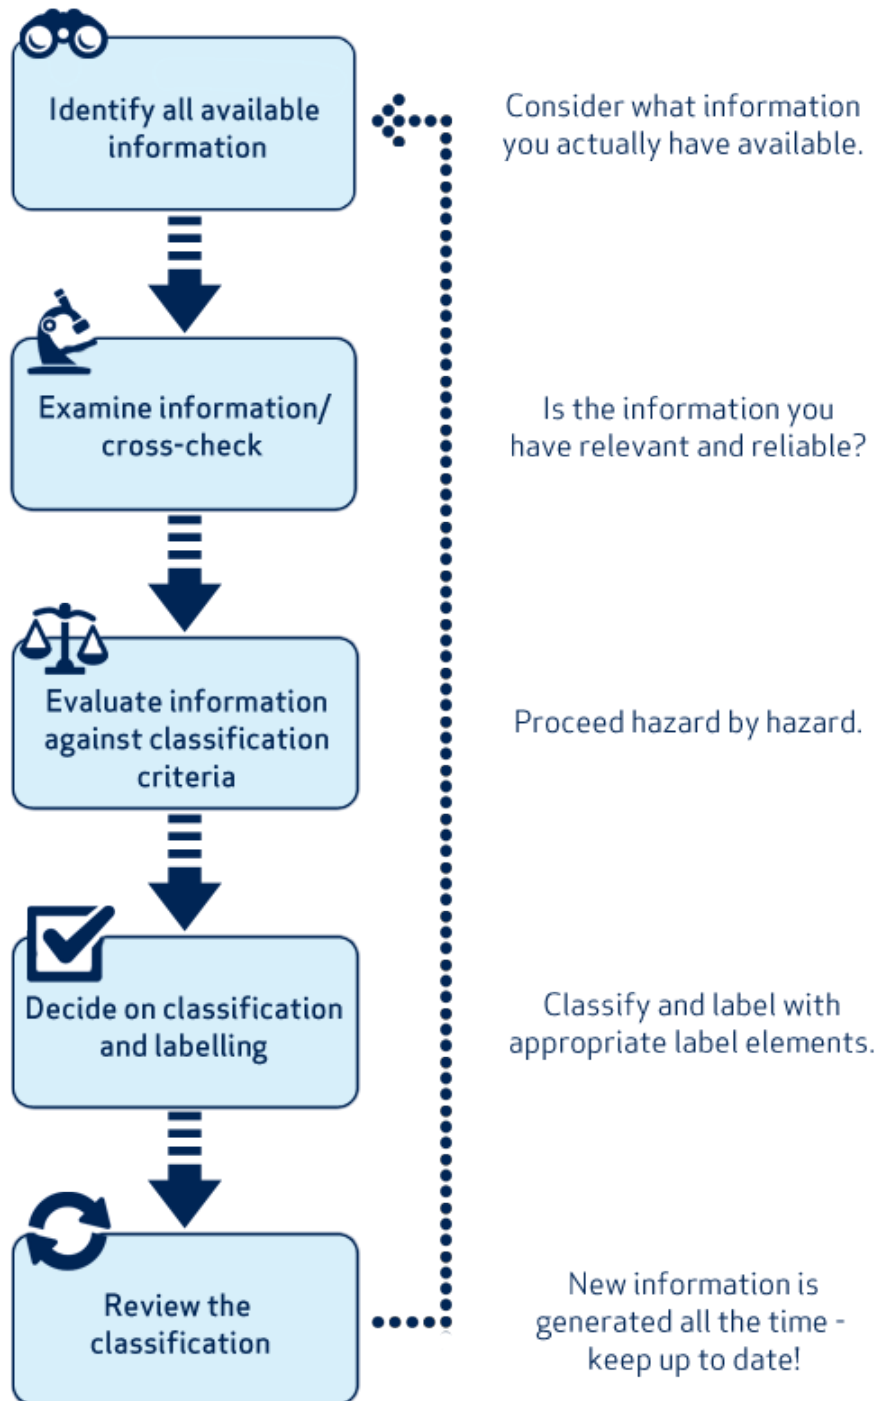 Identify all available
information
Consider what information
you actually have available.
Examine information/
cross-check
Is the information you
have relevant and reliable?
Evaluate information
against classification
criteria
Proceed hazard by hazard.
Decide on classification
and labelling
Classify and label with
appropriate label elements.
Review the
classification
New information is
generated all the time -
keep up to date!